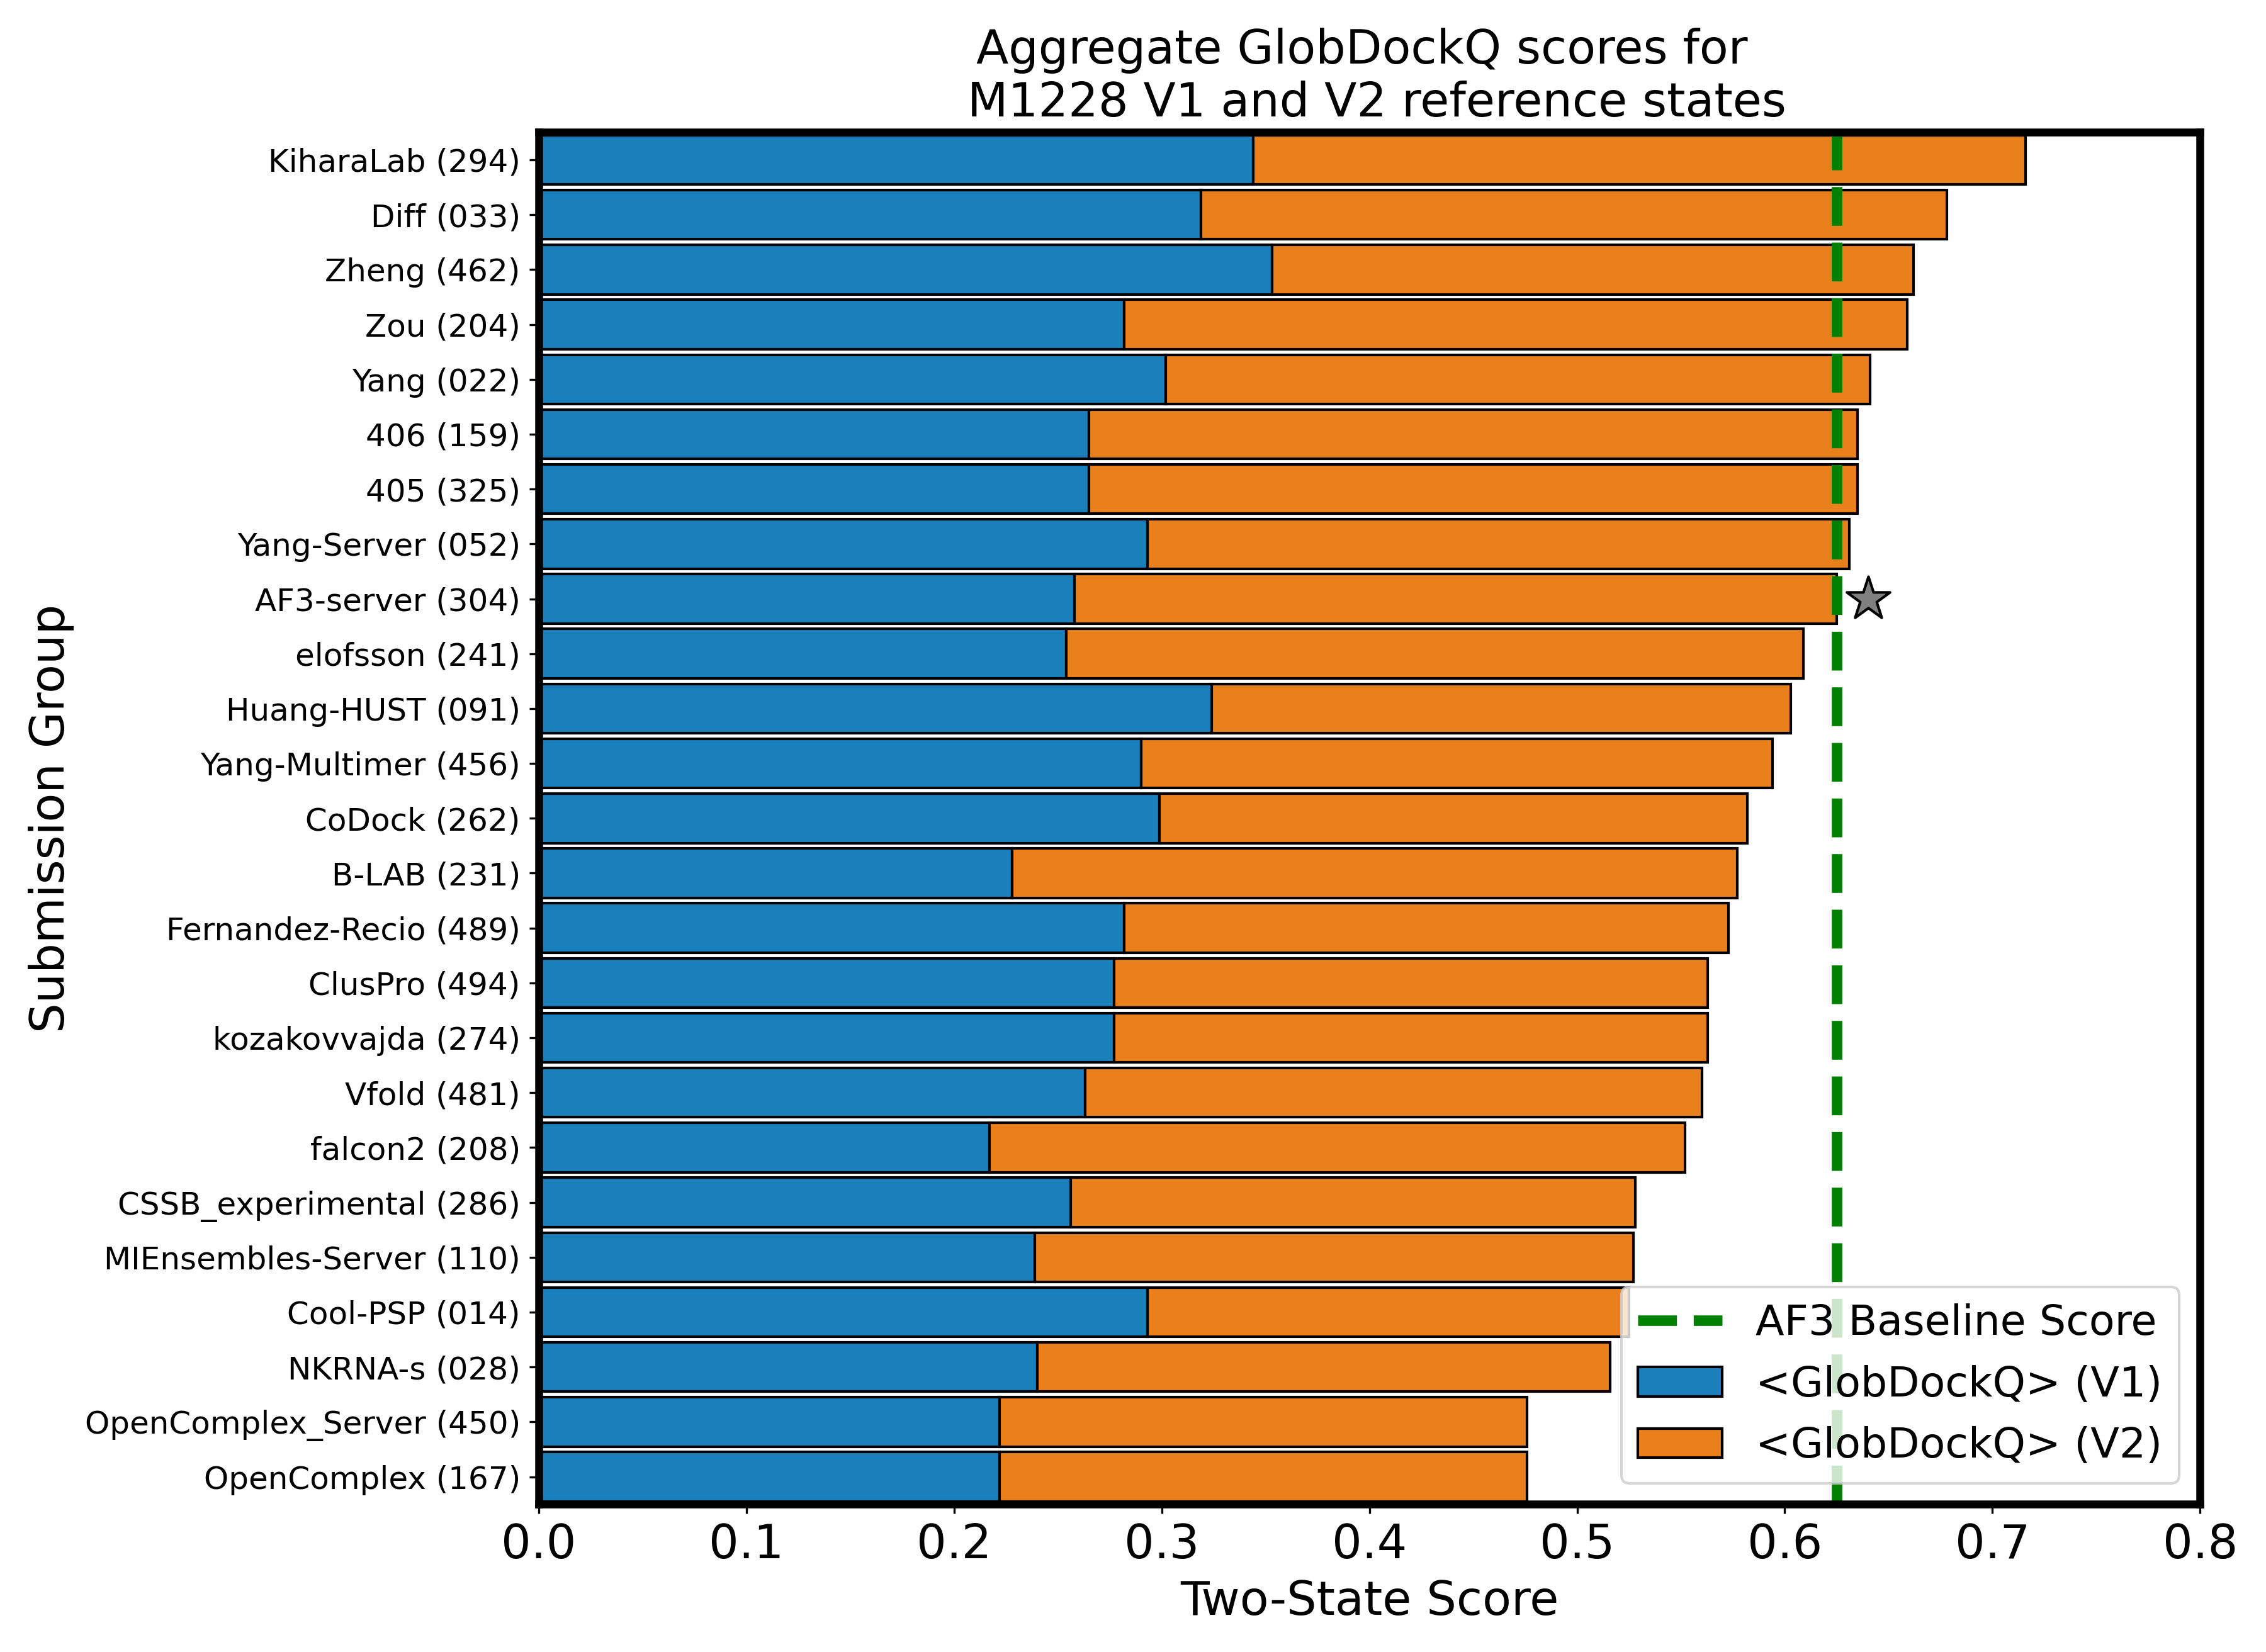 Aggregate GlobDockQ scores for
M1228 V1 and V2 reference states
Submission Group
KiharaLab (294)
Diff (033)
Zheng (462)
Zou (204)
Yang (022)
406 (159)
405 (325)
Yang-Server (052)
AF3-server (304)
elofsson (241)
Huang-HUST (091)
Yang-Multimer (456)
CoDock (262)
B-LAB (231)
Fernandez-Recio (489)
ClusPro (494)
kozakovvajda (274)
Vfold (481)
falcon2 (208)
CSSB_experimental (286)
MIEnsembles-Server (110)
Cool-PSP (014)
NKRNA-s (028)
OpenComplex_Server (450)
OpenComplex (167)
AF3 Baseline Score
<GlobDockQ> (V1)
<GlobDockQ> (V2)
0.0 0.1 0.2 0.3 0.4 0.5 0.6 0.7 0.8
Two-State Score